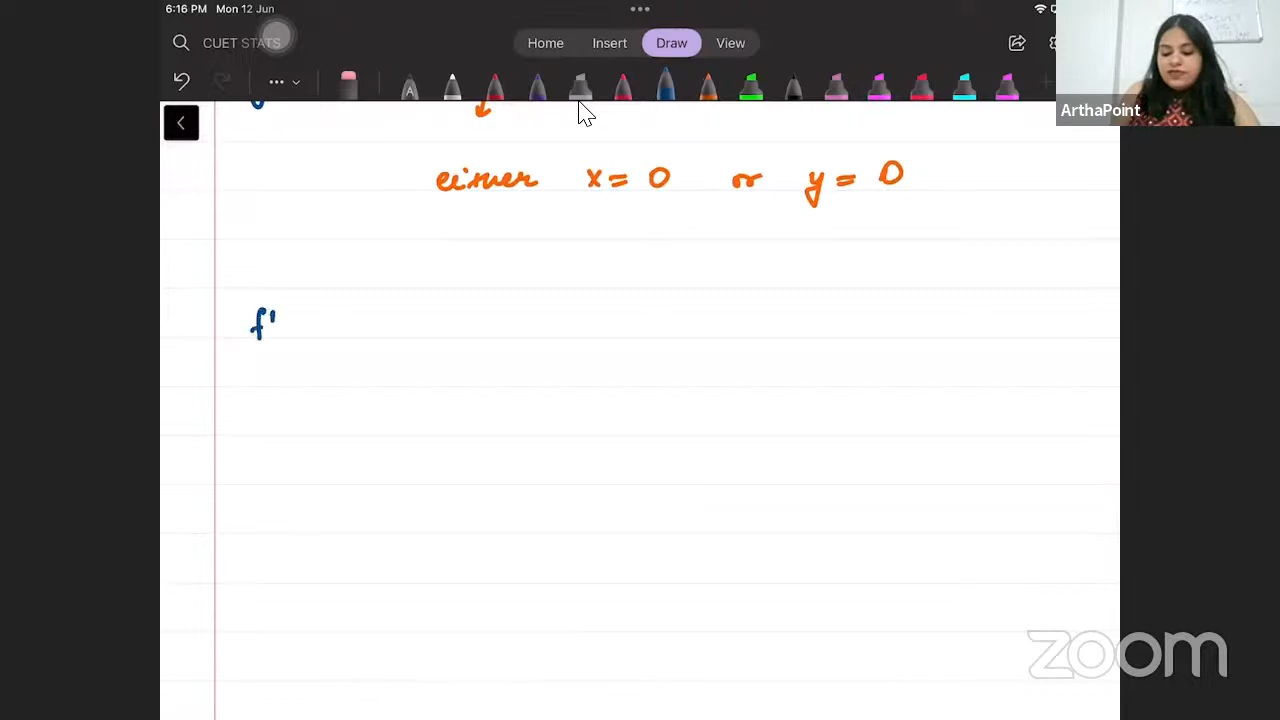 6:16 PM Mon 12 Jun
CUET STATS
Home Insert Draw View
A
ArthaPoint
either x = 0 or y = 0
f'
zoom